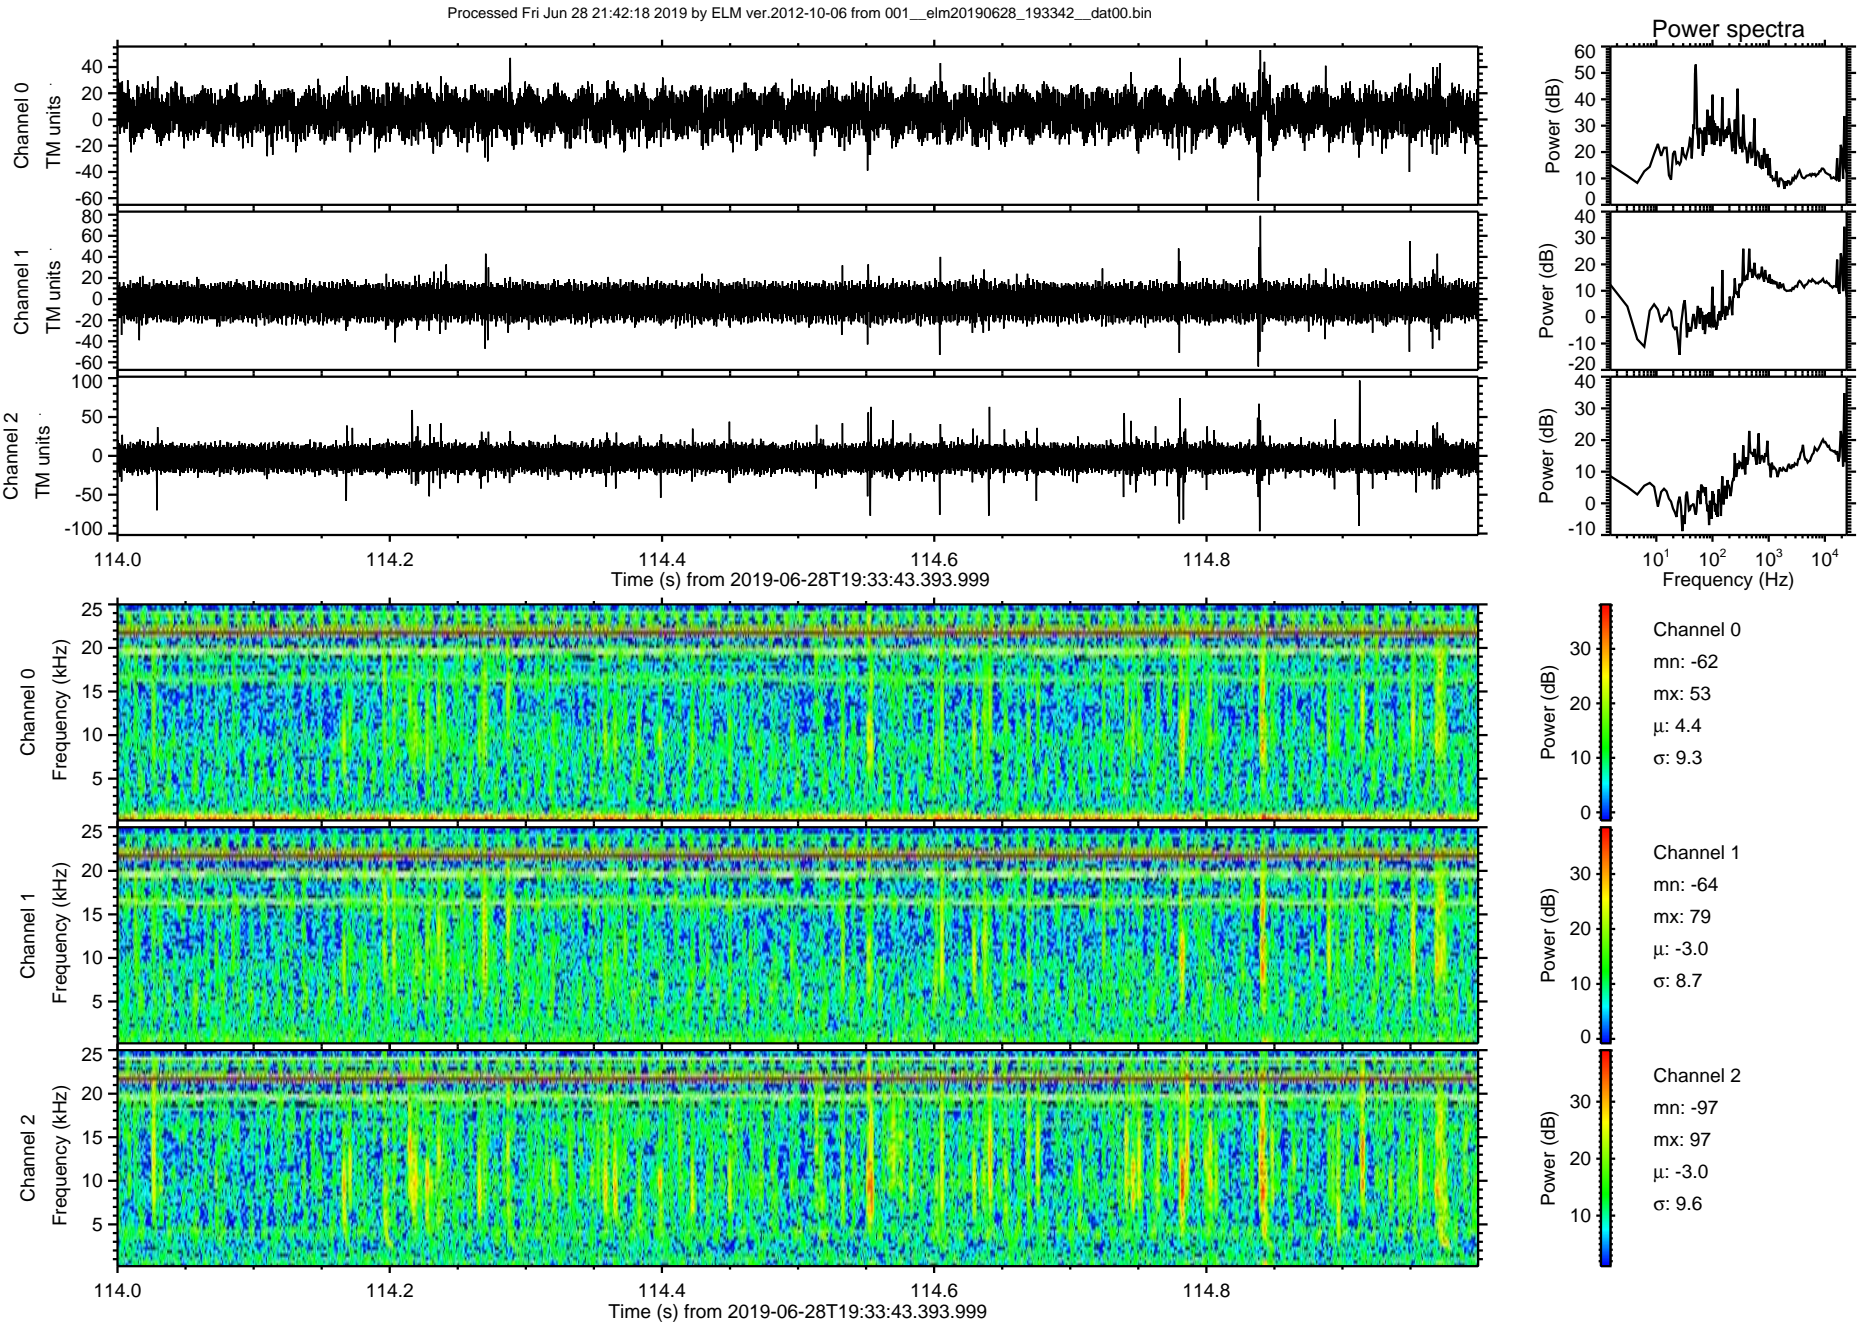 Processed Fri Jun 28 21:42:18 2019 by ELM ver.2012-10-06 from 001__elm20190628_193342__dat00.bin
Power spectra
Channel 0
TM units
40
20
0
-20
-40
-60
Power (dB)
60
50
40
30
20
10
0
Channel 1
TM units
80
60
40
20
0
-20
-40
-60
Power (dB)
40
30
20
10
0
-10
-20
Channel 2
TM units
100
50
0
-50
-100
Power (dB)
40
30
20
10
0
-10
114.0 114.2 114.4 114.6 114.8
Time (s) from 2019-06-28T19:33:43.393.999
10¹ 10² 10³ 10⁴
Frequency (Hz)
Channel 0
Frequency (kHz)
25
20
15
10
5
Power (dB)
30
20
10
0
Channel 0
mn: -62
mx: 53
μ: 4.4
σ: 9.3
Channel 1
Frequency (kHz)
25
20
15
10
5
Power (dB)
30
20
10
0
Channel 1
mn: -64
mx: 79
μ: -3.0
σ: 8.7
Channel 2
Frequency (kHz)
25
20
15
10
5
Power (dB)
30
20
10
Channel 2
mn: -97
mx: 97
μ: -3.0
σ: 9.6
114.0 114.2 114.4 114.6 114.8
Time (s) from 2019-06-28T19:33:43.393.999